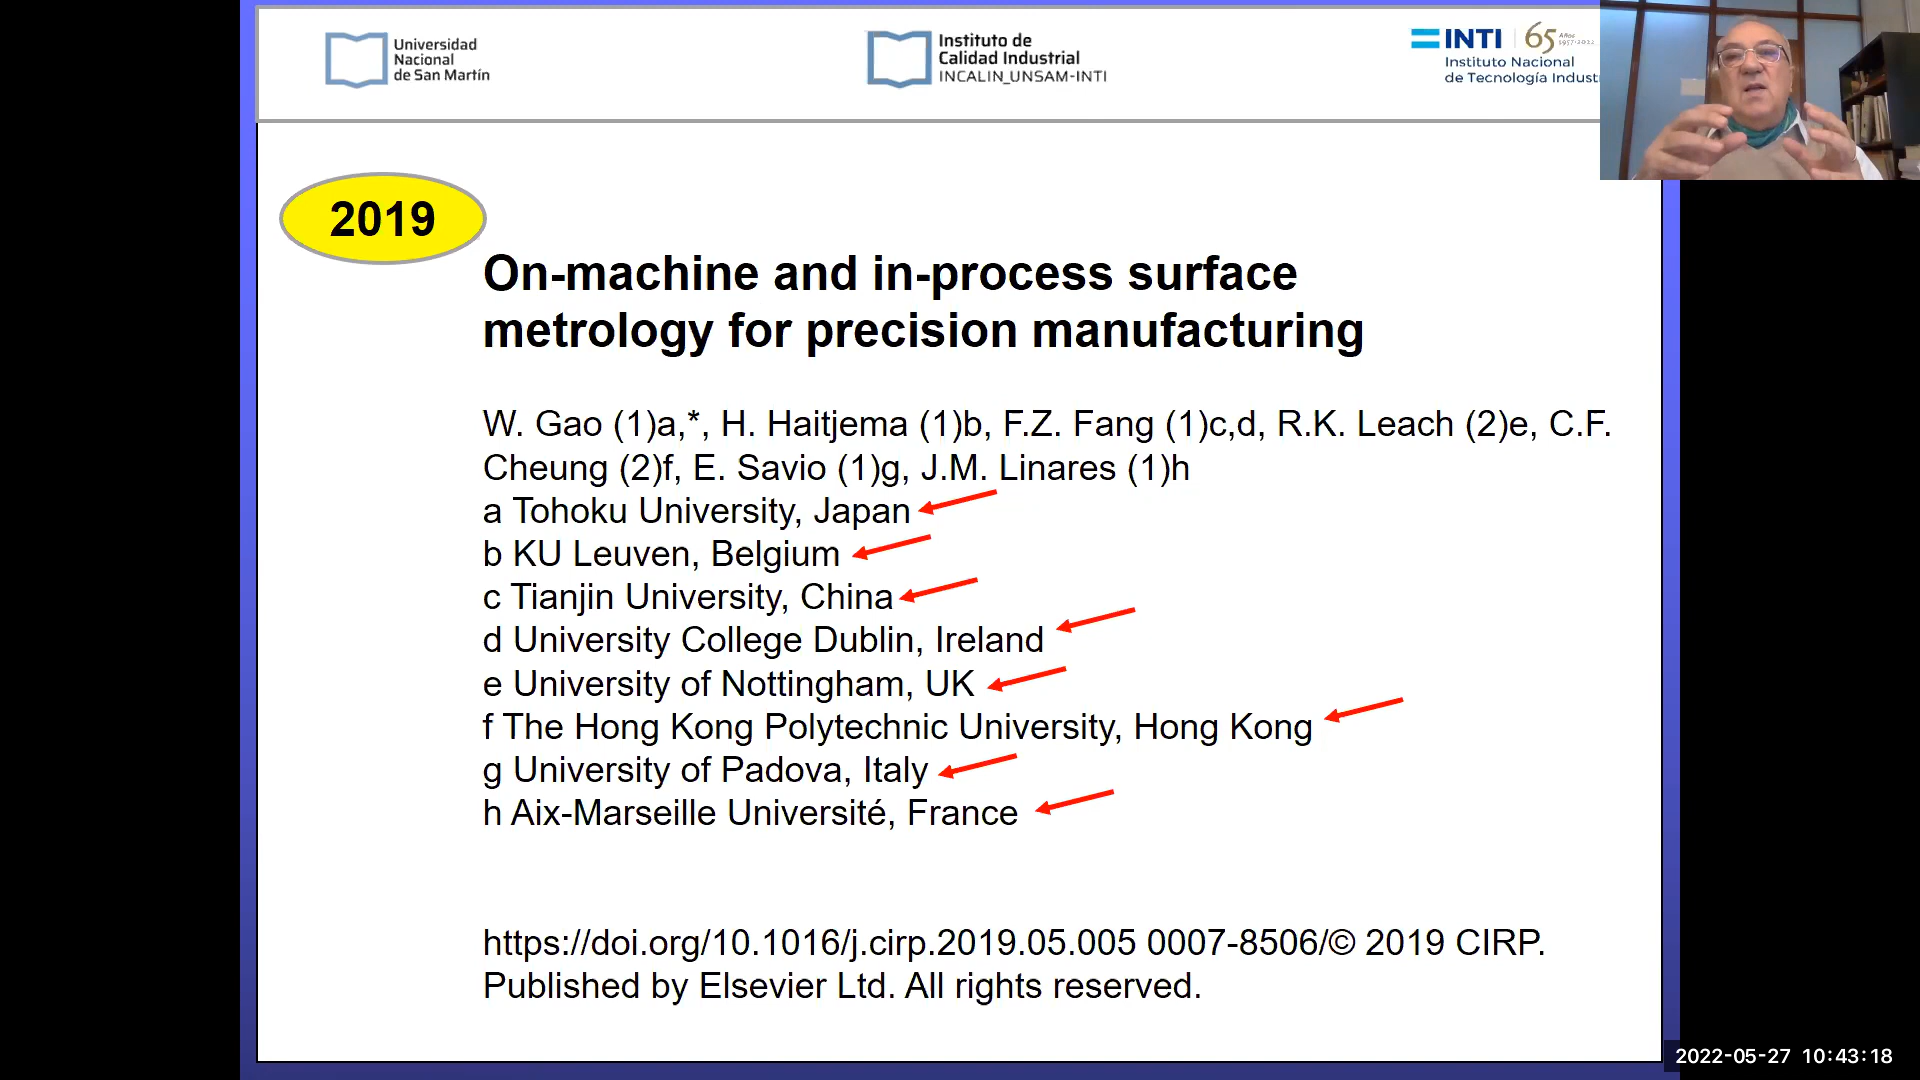 Universidad
Nacional
de San Martín
Instituto de
Calidad Industrial
INCALIN_UNSAM-INTI
INTI 65 Años 1957-2022
Instituto Nacional
de Tecnología Indust
2019
On-machine and in-process surface
metrology for precision manufacturing
W. Gao (1)a,*, H. Haitjema (1)b, F.Z. Fang (1)c,d, R.K. Leach (2)e, C.F.
Cheung (2)f, E. Savio (1)g, J.M. Linares (1)h
a Tohoku University, Japan
b KU Leuven, Belgium
c Tianjin University, China
d University College Dublin, Ireland
e University of Nottingham, UK
f The Hong Kong Polytechnic University, Hong Kong
g University of Padova, Italy
h Aix-Marseille Université, France
https://doi.org/10.1016/j.cirp.2019.05.005 0007-8506/© 2019 CIRP.
Published by Elsevier Ltd. All rights reserved.
2022-05-27 10:43:18